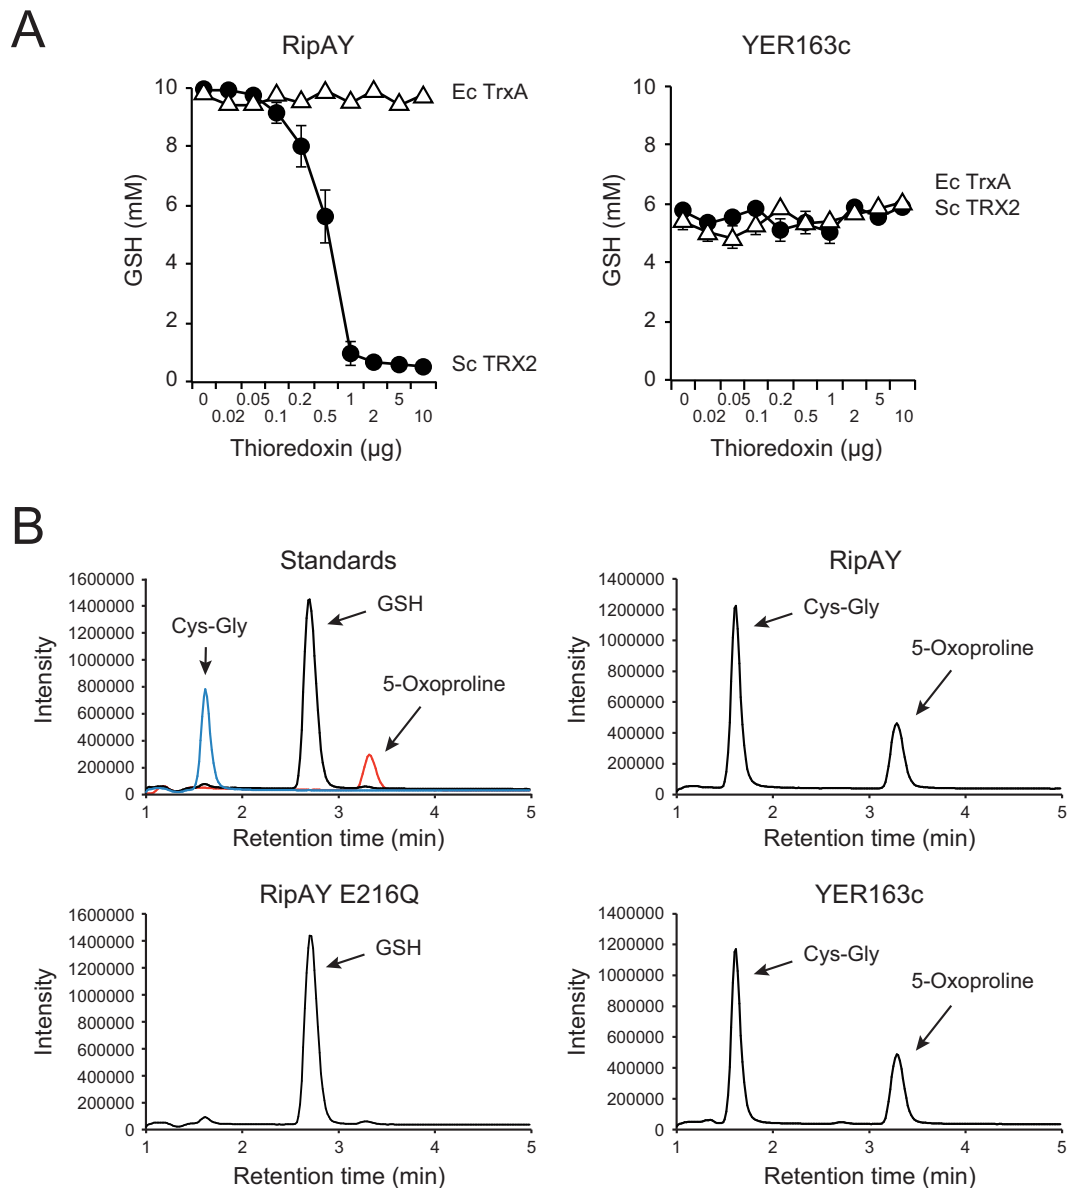 A
RipAY
GSH (mM)
10
8
6
4
2
0
Ec TrxA
Sc TRX2
0 0.05 0.2 1 5
0.02 0.1 0.5 2 10
Thioredoxin (µg)
YER163c
GSH (mM)
10
8
6
4
2
0
Ec TrxA
Sc TRX2
0 0.05 0.2 1 5
0.02 0.1 0.5 2 10
Thioredoxin (µg)
B
Standards
Intensity
1600000
1400000
1200000
1000000
800000
600000
400000
200000
0
Cys-Gly
GSH
5-Oxoproline
1 2 3 4 5
Retention time (min)
RipAY
Intensity
1400000
1200000
1000000
800000
600000
400000
200000
0
Cys-Gly
5-Oxoproline
1 2 3 4 5
Retention time (min)
RipAY E216Q
Intensity
1600000
1400000
1200000
1000000
800000
600000
400000
200000
0
GSH
1 2 3 4 5
Retention time (min)
YER163c
Intensity
1400000
1200000
1000000
800000
600000
400000
200000
0
Cys-Gly
5-Oxoproline
1 2 3 4 5
Retention time (min)